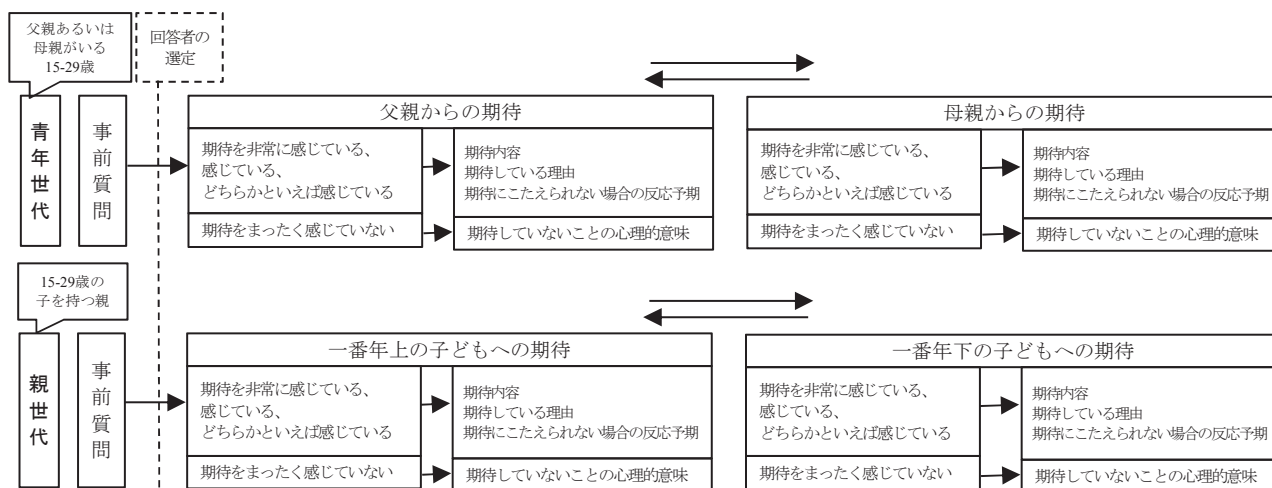 父親あるいは
母親がいる
15-29歳
回答者の
選定
青年世代
事前質問
父親からの期待
期待を非常に感じている、
感じている、
どちらかといえば感じている
期待内容
期待している理由
期待にこたえられない場合の反応予期
期待をまったく感じていない
期待していないことの心理的意味
母親からの期待
期待を非常に感じている、
感じている、
どちらかといえば感じている
期待内容
期待している理由
期待にこたえられない場合の反応予期
期待をまったく感じていない
期待していないことの心理的意味
15-29歳の
子を持つ親
親世代
事前質問
一番年上の子どもへの期待
期待を非常に感じている、
感じている、
どちらかといえば感じている
期待内容
期待している理由
期待にこたえられない場合の反応予期
期待をまったく感じていない
期待していないことの心理的意味
一番年下の子どもへの期待
期待を非常に感じている、
感じている、
どちらかといえば感じている
期待内容
期待している理由
期待にこたえられない場合の反応予期
期待をまったく感じていない
期待していないことの心理的意味